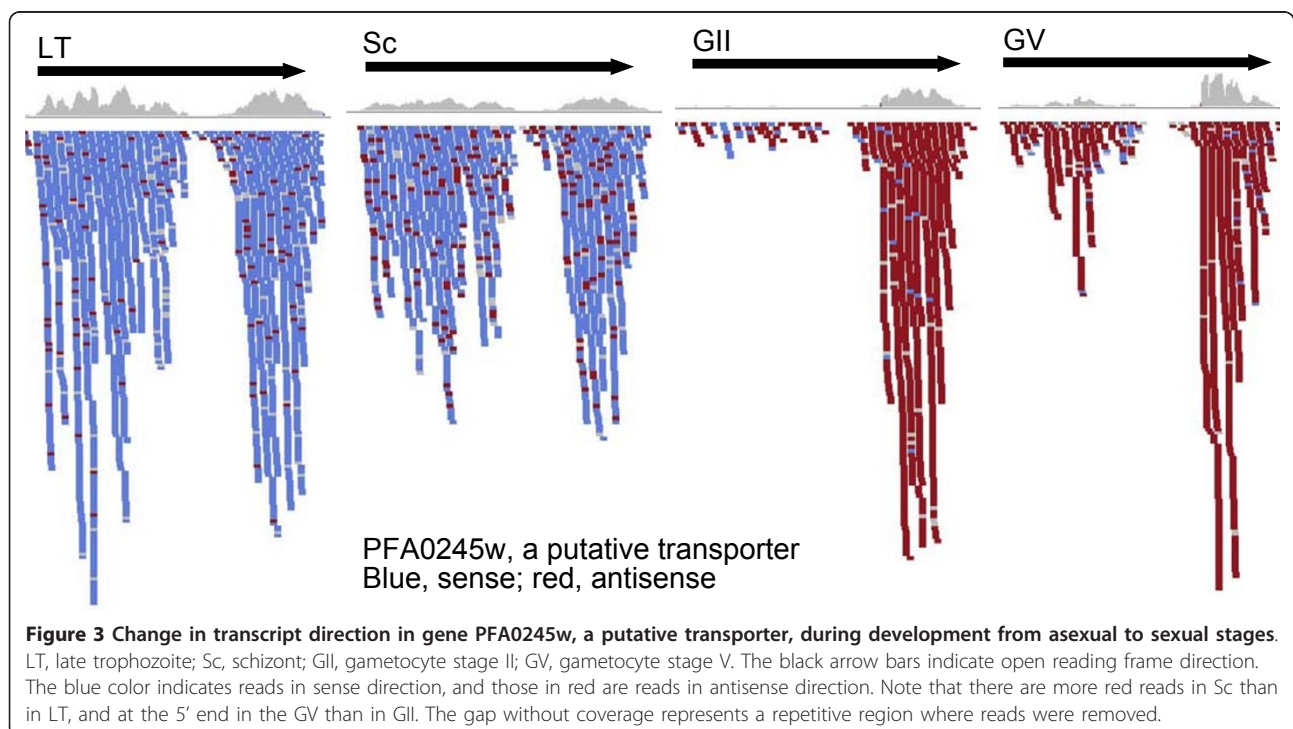 LT
Sc
GII
GV
PFA0245w, a putative transporter
Blue, sense; red, antisense
Figure 3 Change in transcript direction in gene PFA0245w, a putative transporter, during development from asexual to sexual stages.
LT, late trophozoite; Sc, schizont; GII, gametocyte stage II; GV, gametocyte stage V. The black arrow bars indicate open reading frame direction.
The blue color indicates reads in sense direction, and those in red are reads in antisense direction. Note that there are more red reads in Sc than
in LT, and at the 5' end in the GV than in GII. The gap without coverage represents a repetitive region where reads were removed.